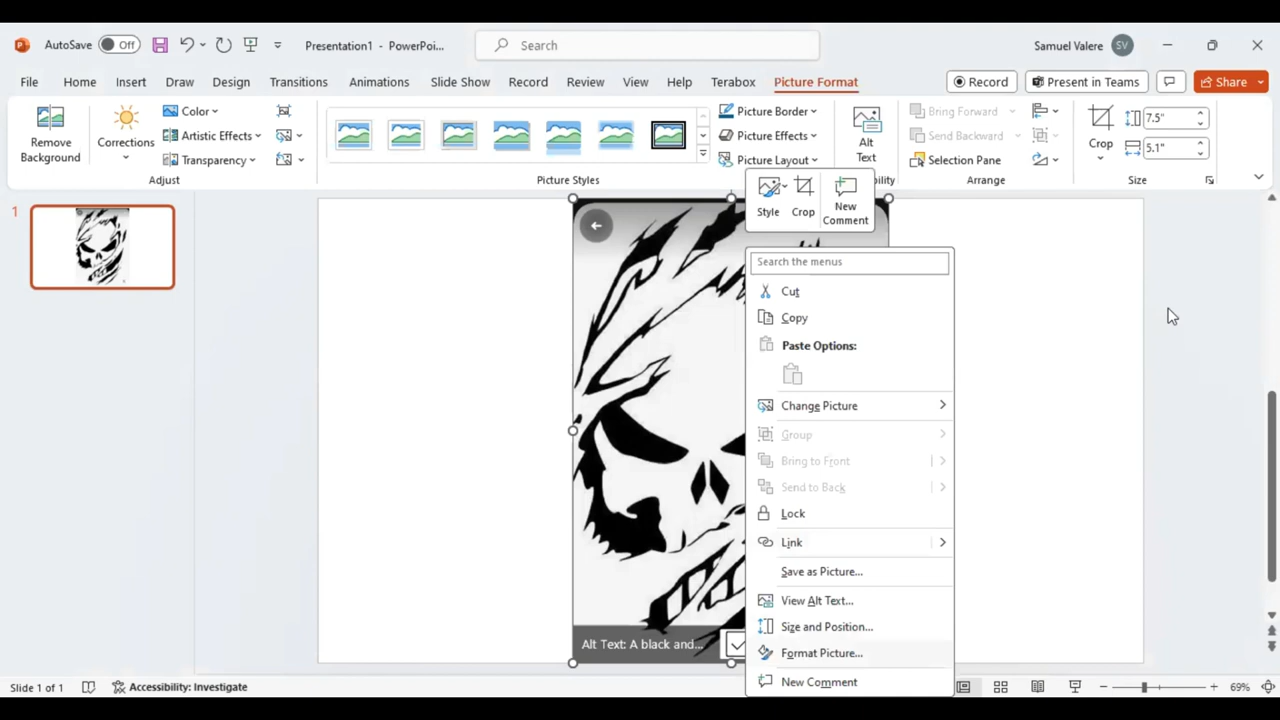 AutoSave Off Presentation1 - PowerPoi... Search Samuel Valere SV
File Home Insert Draw Design Transitions Animations Slide Show Record Review View Help Terabox Picture Format Record Present in Teams Share
Remove Background
Corrections
Color
Artistic Effects
Transparency
Adjust
Picture Styles
Picture Border
Picture Effects
Picture Layout
Alt Text
bility
Bring Forward
Send Backward
Selection Pane
Arrange
Crop
7.5"
5.1"
Size
1
Style Crop New Comment
Search the menus
Cut
Copy
Paste Options:
Change Picture
Group
Bring to Front
Send to Back
Lock
Link
Save as Picture...
View Alt Text...
Size and Position...
Format Picture...
New Comment
Alt Text: A black and...
Slide 1 of 1 Accessibility: Investigate 69%